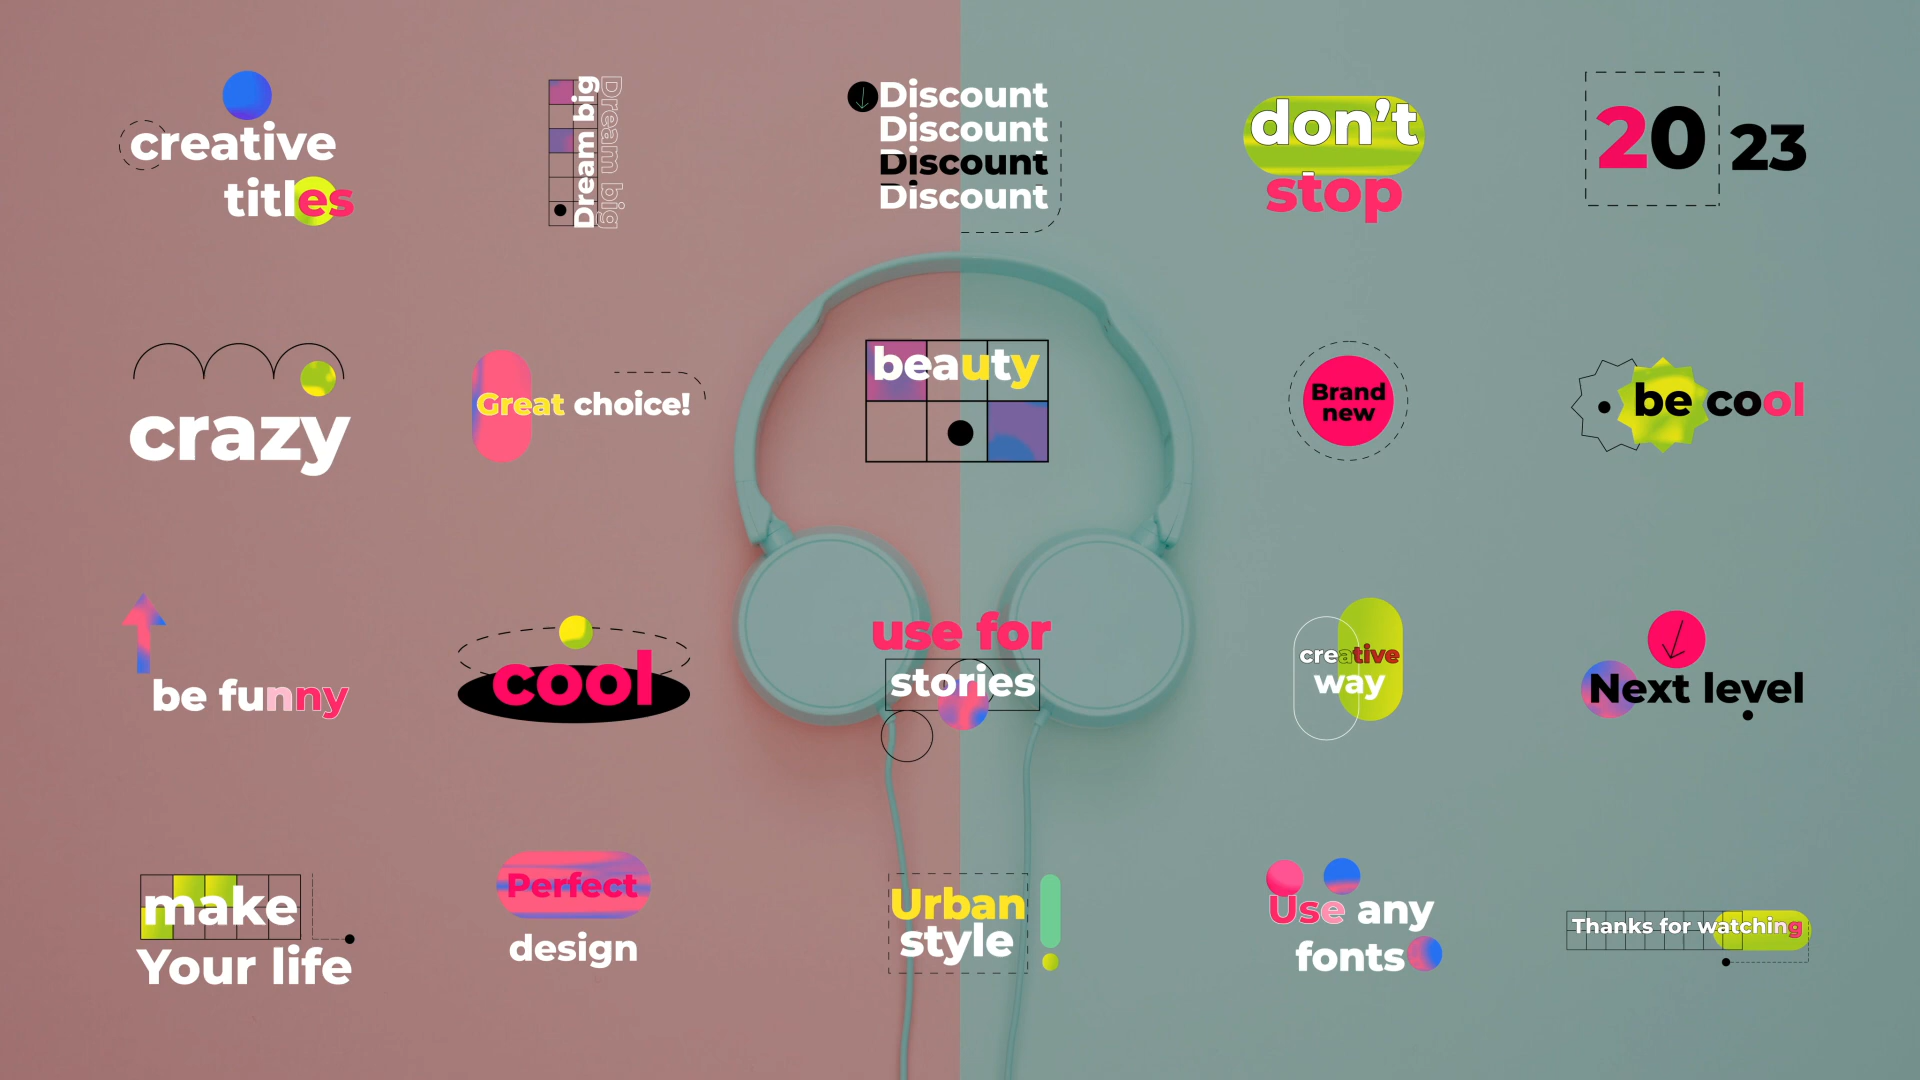 creative
titles
Dream big
Dream big
Discount
Discount
Discount
Discount
don't
stop
2023
crazy
Great choice!
beauty
Brand
new
be cool
be funny
cool
use for
stories
creative
way
Next level
make
Your life
Perfect
design
Urban
style
Use any
fonts
Thanks for watching